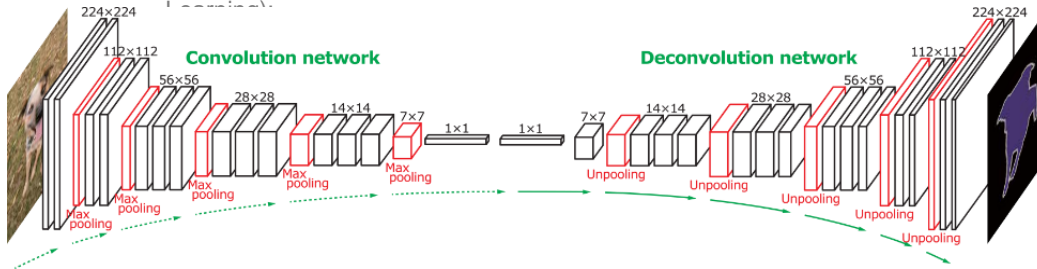 Learning):
224×224
112×112
56×56
28×28
14×14
7×7
1×1
Convolution network
Max
pooling
Max
pooling
Max
pooling
Max
pooling
Max
pooling
Deconvolution network
1×1
7×7
14×14
28×28
56×56
112×112
224×224
Unpooling
Unpooling
Unpooling
Unpooling
Unpooling